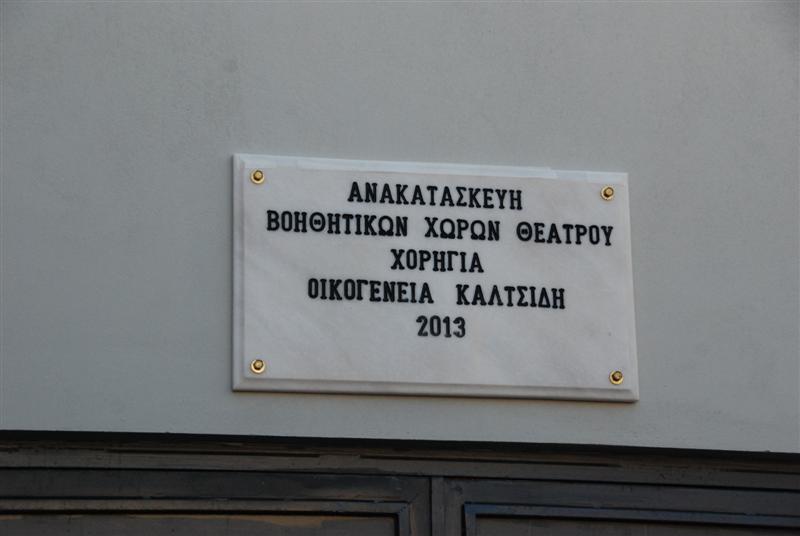 ΑΝΑΚΑΤΑΣΚΕΥΗ
ΒΟΗΘΗΤΙΚΩΝ ΧΩΡΩΝ ΘΕΑΤΡΟΥ
ΧΟΡΗΓΙΑ
ΟΙΚΟΓΕΝΕΙΑ ΚΑΛΤΣΙΔΗ
2013